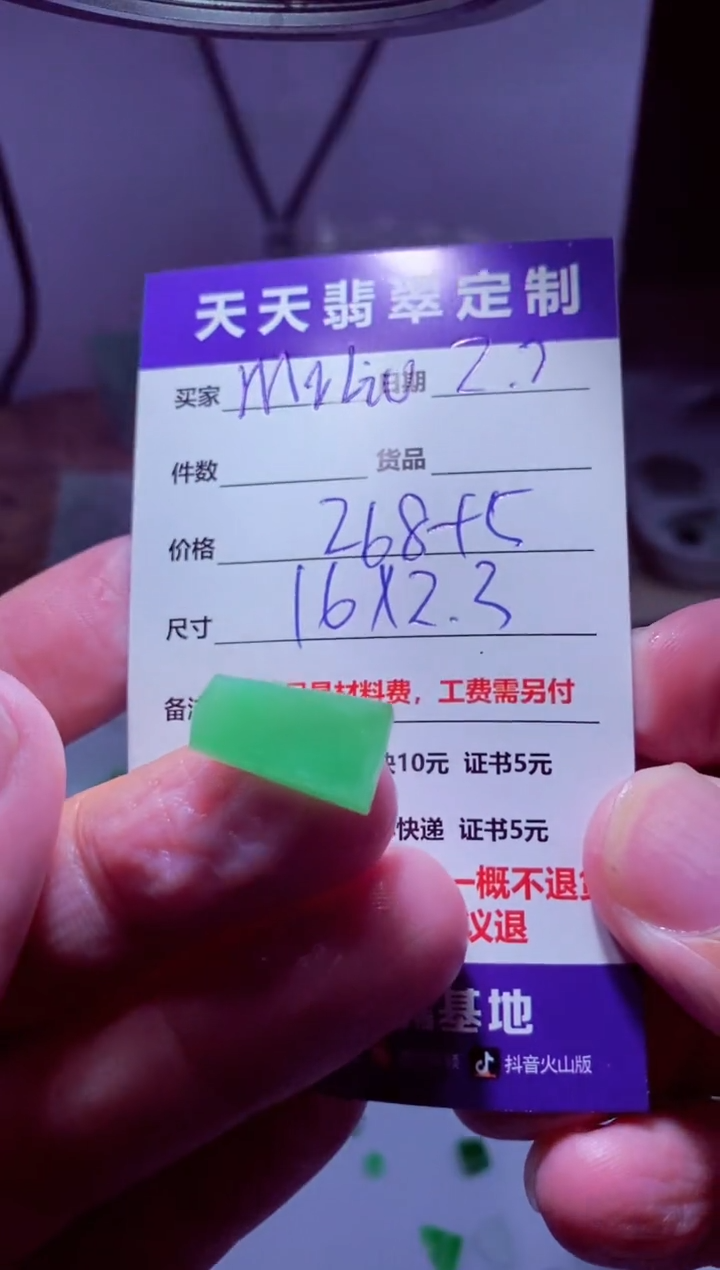 天天翡翠定制
买家 Mr Liu 日期 2.7
件数 货品
价格 268+5
尺寸 16X2.3
材料费，工费需另付
10元 证书5元
快递 证书5元
一概不退
议退
基地
抖音火山版